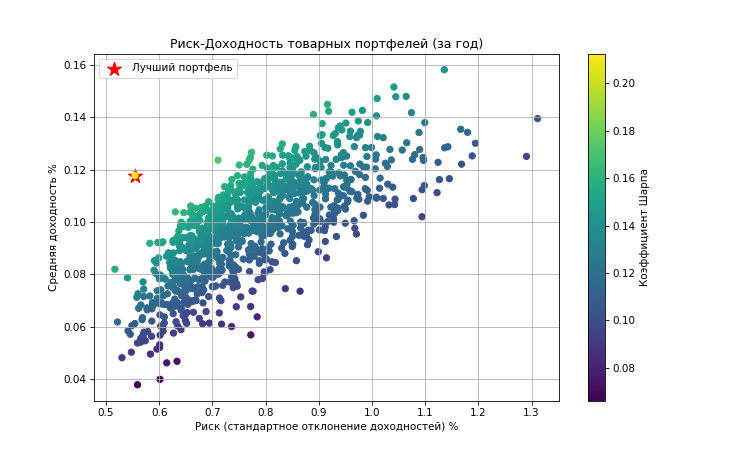 Риск-Доходность товарных портфелей (за год)
Лучший портфель
Средняя доходность %
0.16
0.14
0.12
0.10
0.08
0.06
0.04
0.5 0.6 0.7 0.8 0.9 1.0 1.1 1.2 1.3
Риск (стандартное отклонение доходностей) %
0.20
0.18
0.16
0.14
0.12
0.10
0.08
Коэффициент Шарпа